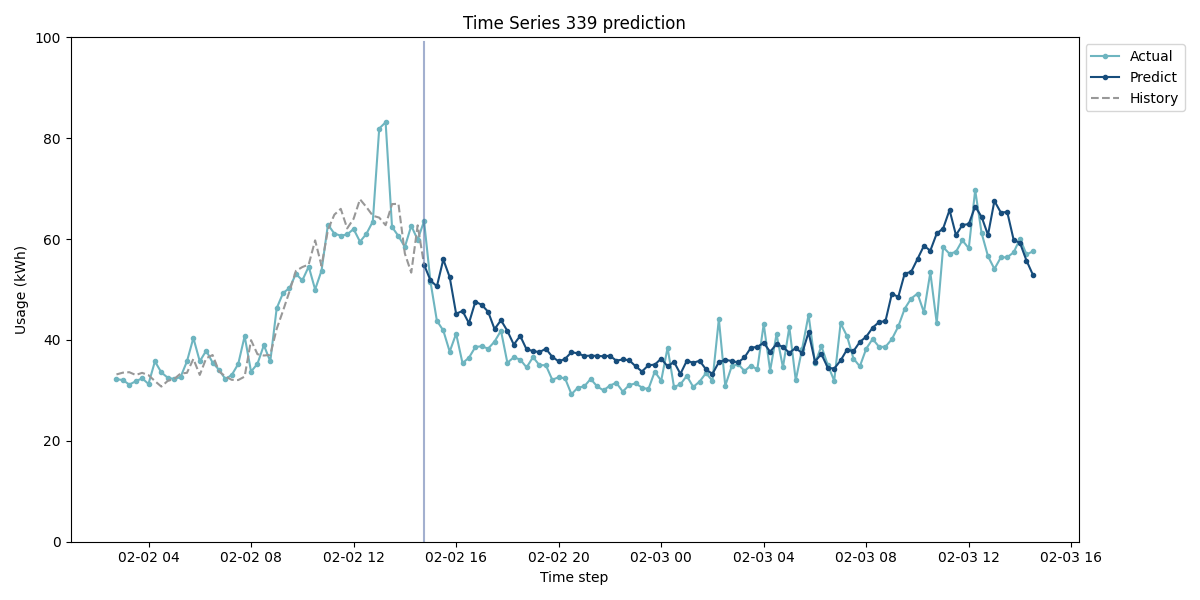 Time Series 339 prediction
100
80
60
40
20
0
Usage (kWh)
02-02 04
02-02 08
02-02 12
02-02 16
02-02 20
02-03 00
02-03 04
02-03 08
02-03 12
02-03 16
Time step
Actual
Predict
History